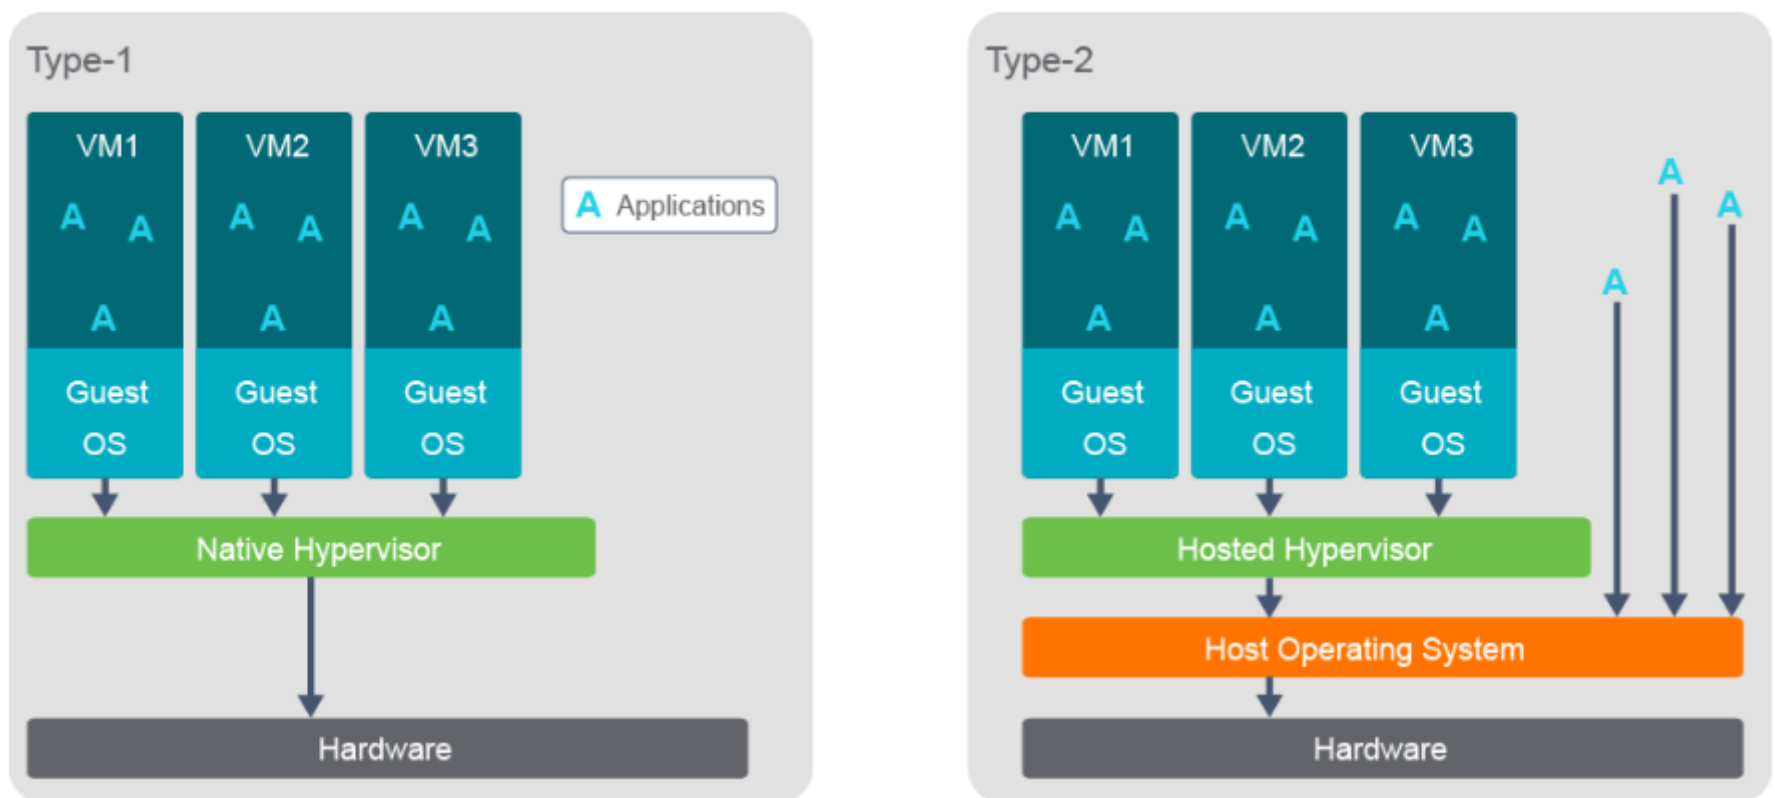 Type-1
VM1
A
A
A
Guest
OS
VM2
A
A
A
Guest
OS
VM3
A
A
A
Guest
OS
A Applications
Native Hypervisor
Hardware
Type-2
VM1
A
A
A
Guest
OS
VM2
A
A
A
Guest
OS
VM3
A
A
A
Guest
OS
A
A
A
Hosted Hypervisor
Host Operating System
Hardware